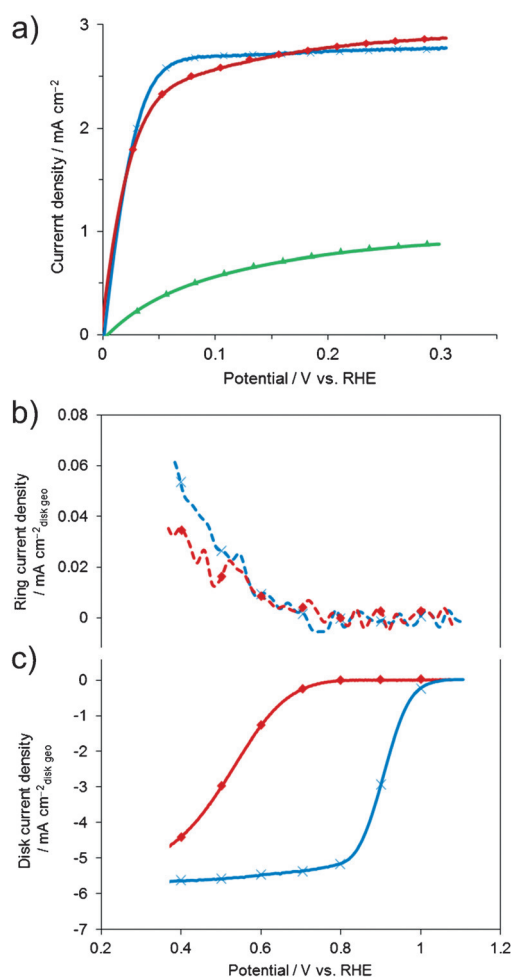 a)
3
2
1
0
Currernt density / mA cm⁻²
0
0.1
0.2
0.3
Potential / V vs. RHE
b)
0.08
0.06
0.04
0.02
0
Ring current density
/ mA cm⁻²disk geo
c)
0
-1
-2
-3
-4
-5
-6
-7
Disk current density
/ mA cm⁻²disk geo
0.2
0.4
0.6
0.8
1
1.2
Potential / V vs. RHE